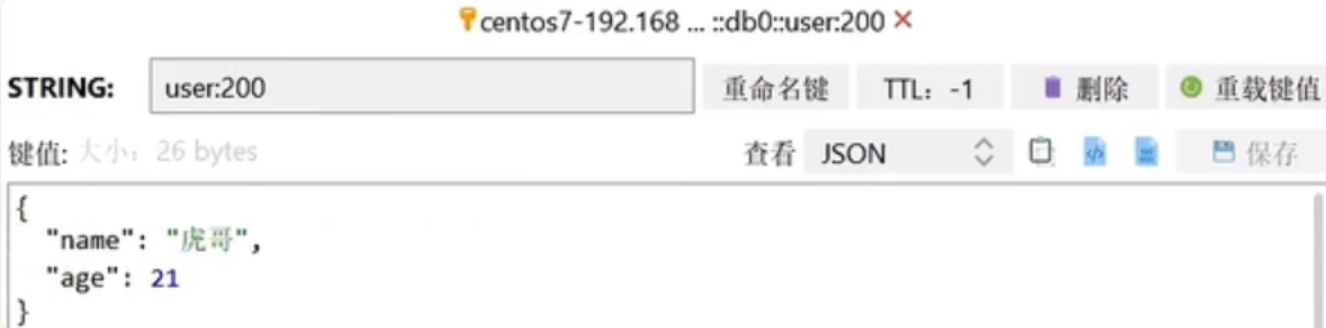 centos7-192.168 ... ::db0::user:200
STRING: user:200 重命名键 TTL：-1 删除 重载键值
键值: 大小：26 bytes 查看 JSON 保存
{
"name": "虎哥",
"age": 21
}